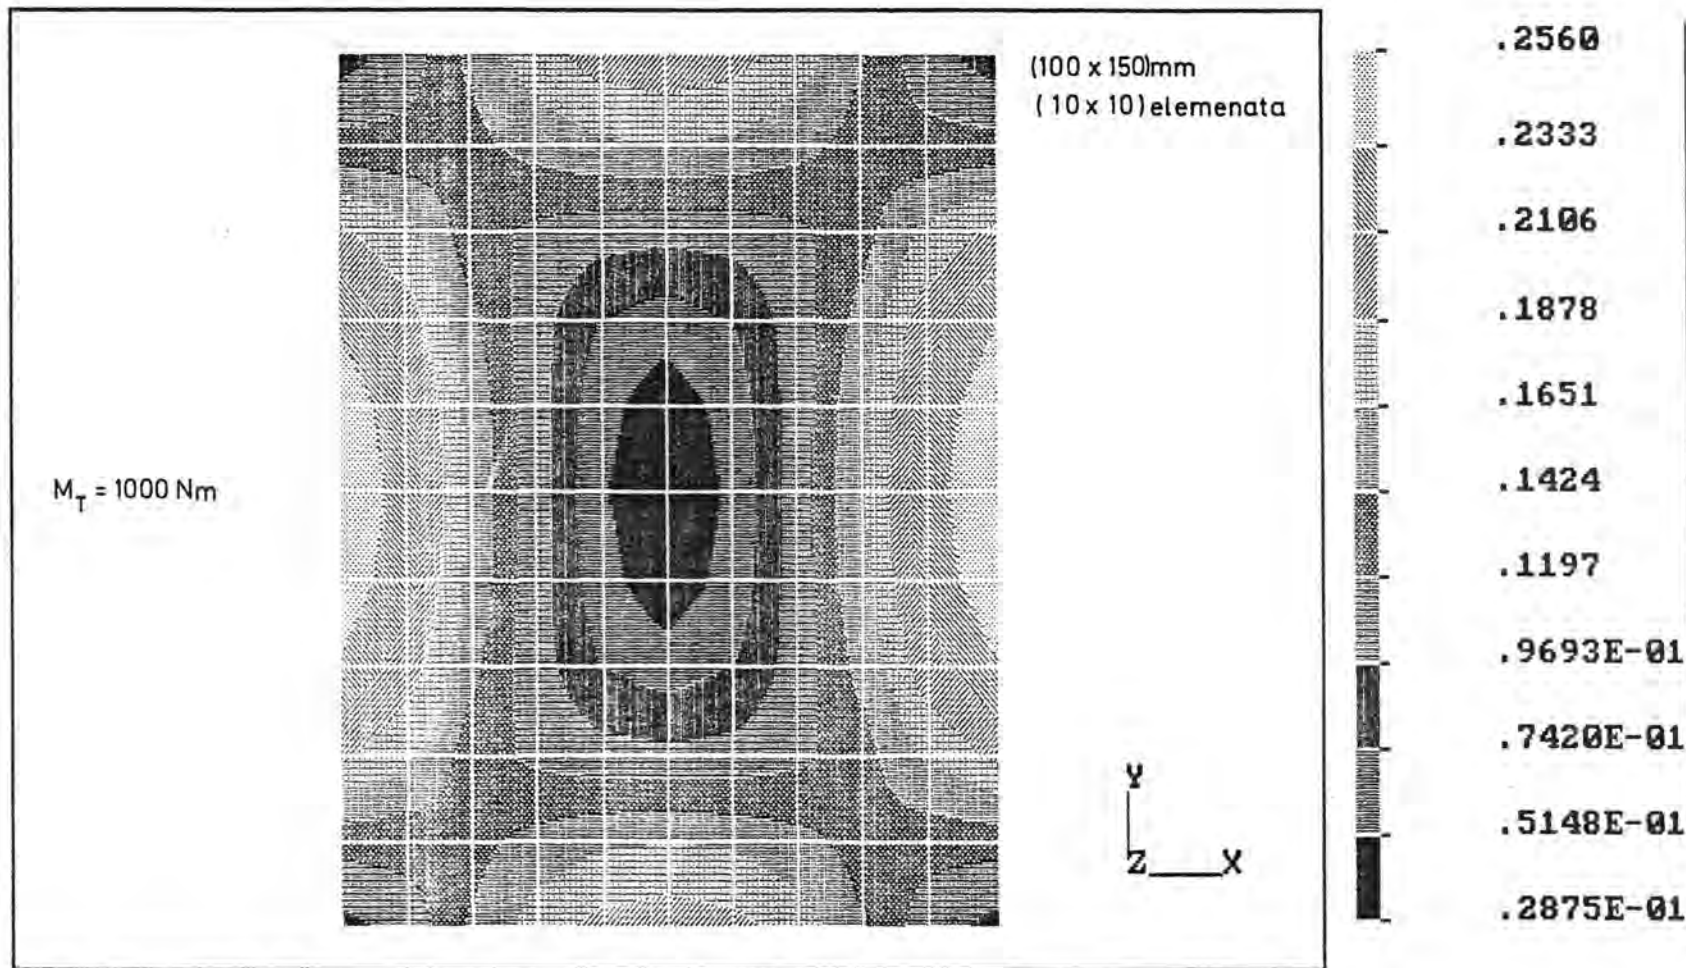 (100 x 150)mm
(10 x 10) elemenata
M_T = 1000 Nm
Y
Z X
.2560
.2333
.2106
.1878
.1651
.1424
.1197
.9693E-01
.7420E-01
.5148E-01
.2875E-01